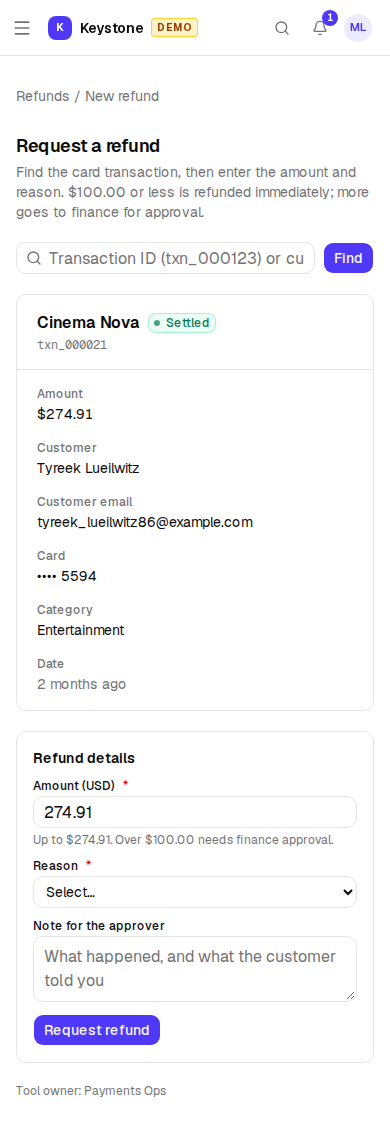 K Keystone DEMO 1 ML
Refunds / New refund
Request a refund
Find the card transaction, then enter the amount and
reason. $100.00 or less is refunded immediately; more
goes to finance for approval.
Transaction ID (txn_000123) or cu Find
Cinema Nova Settled
txn_000021
Amount
$274.91
Customer
Tyreek Lueilwitz
Customer email
tyreek_lueilwitz86@example.com
Card
•••• 5594
Category
Entertainment
Date
2 months ago
Refund details
Amount (USD) *
274.91
Up to $274.91. Over $100.00 needs finance approval.
Reason *
Select...
Note for the approver
What happened, and what the customer
told you
Request refund
Tool owner: Payments Ops